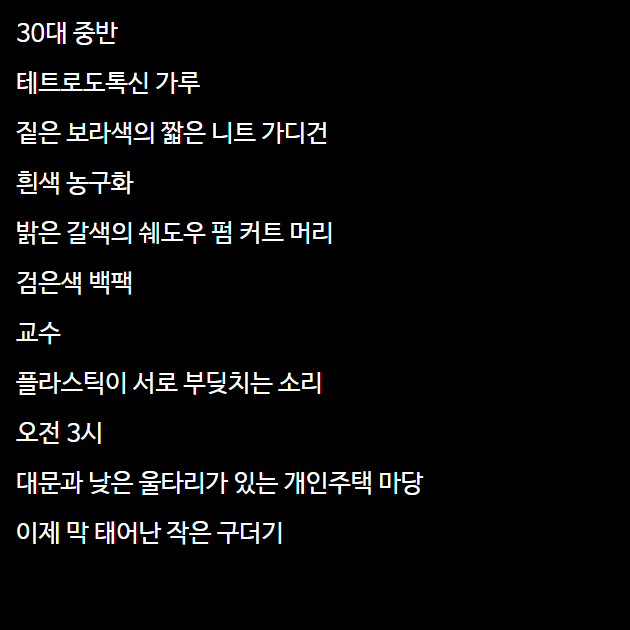 30대 중반
테트로도톡신 가루
짙은 보라색의 짧은 니트 가디건
흰색 농구화
밝은 갈색의 쉐도우 펌 커트 머리
검은색 백팩
교수
플라스틱이 서로 부딪치는 소리
오전 3시
대문과 낮은 울타리가 있는 개인주택 마당
이제 막 태어난 작은 구더기